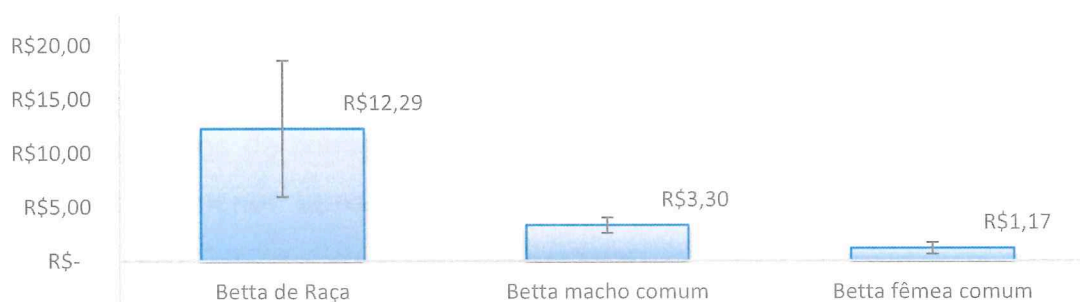 R$20,00
R$15,00
R$10,00
R$5,00
R$-
R$12,29
R$3,30
R$1,17
Betta de Raça
Betta macho comum
Betta fêmea comum